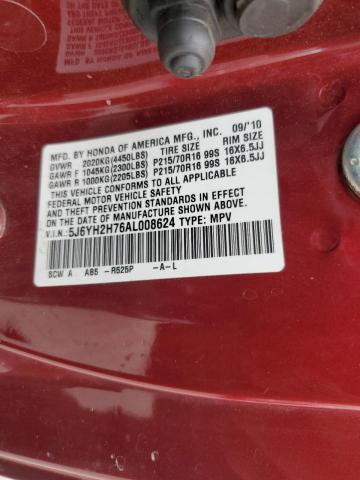 MFD. BY HONDA OF AMERICA MFG., INC. 09/'10
GVWR 2020KG(4450LBS) TIRE SIZE RIM SIZE
GAWR F 1045KG(2300LBS) P215/70R16 99S 16X6.5JJ
GAWR R 1000KG(2205LBS) P215/70R16 99S 16X6.5JJ
THIS VEHICLE CONFORMS TO ALL APPLICABLE
FEDERAL MOTOR VEHICLE SAFETY
AND THEFT PREVENTION STANDARDS IN EFFECT
ON THE DATE OF MANUFACTURE SHOWN ABOVE.
V.I.N.:5J6YH2H76AL008624 TYPE: MPV
SCW A AB5 -R525P -A-L